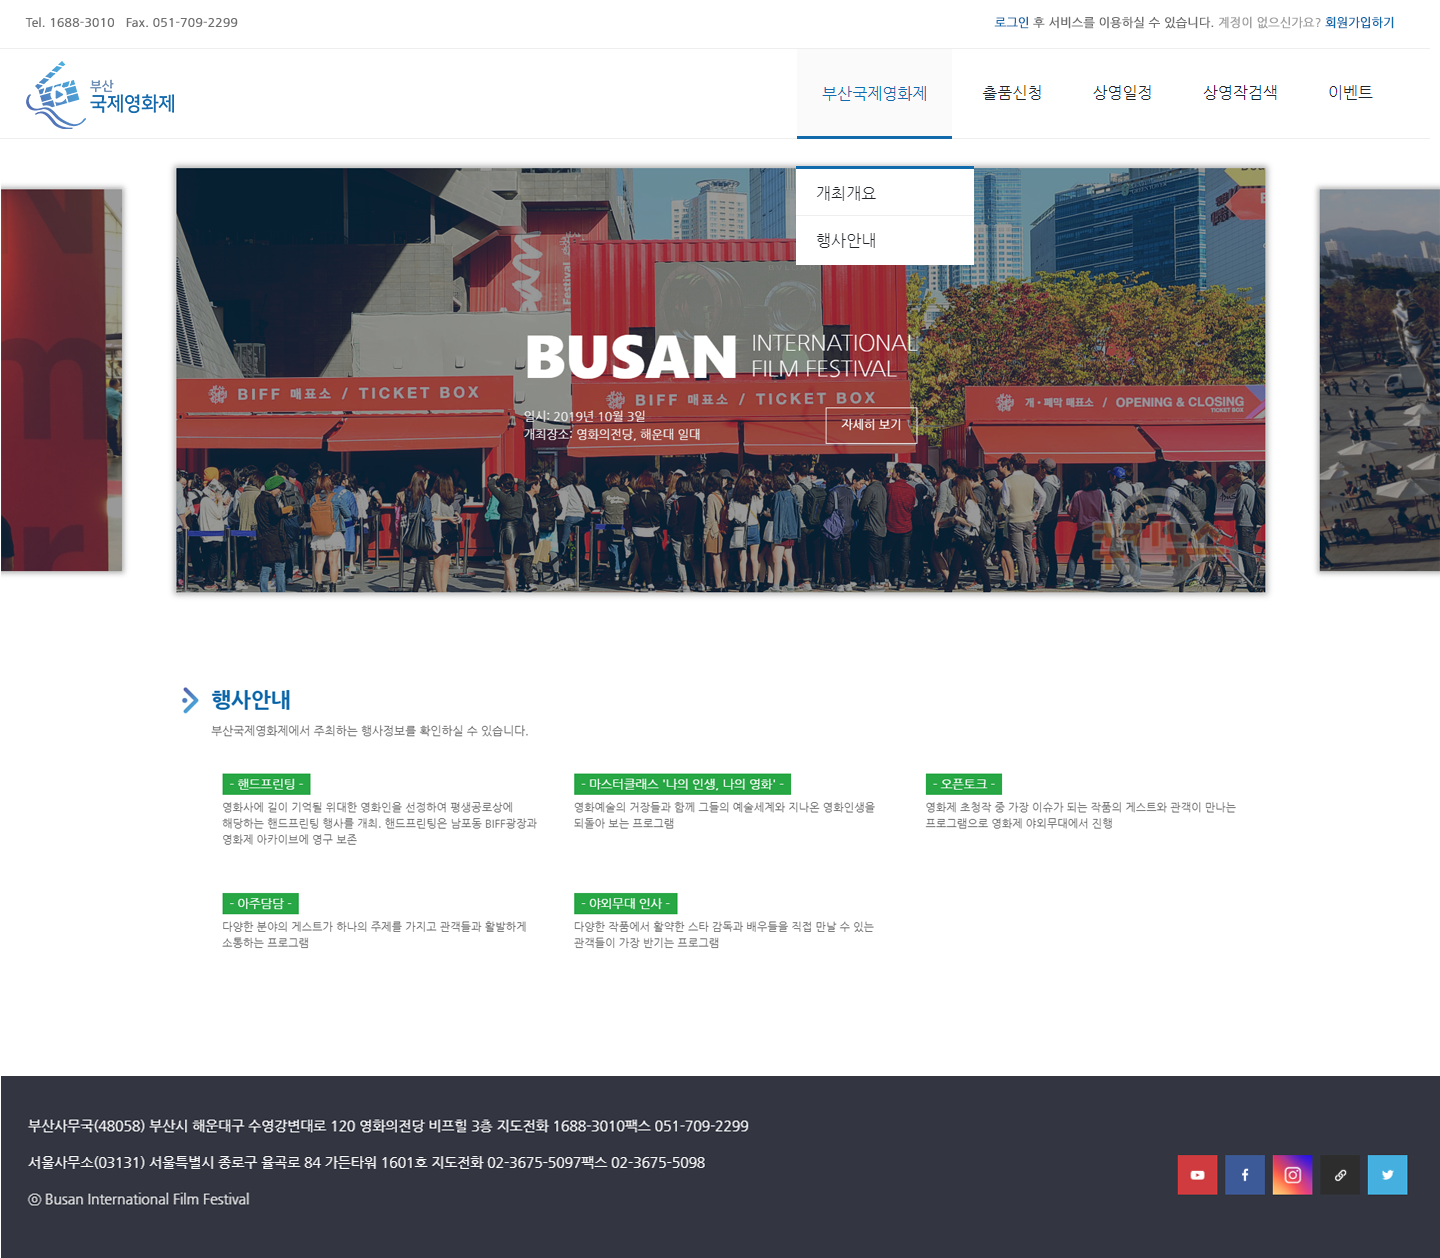 Tel. 1688-3010 Fax. 051-709-2299
로그인 후 서비스를 이용하실 수 있습니다. 계정이 없으신가요? 회원가입하기
부산
국제영화제
부산국제영화제 출품신청 상영일정 상영작검색 이벤트
개최개요
행사안내
Festival
BUSAN INTERNATIONAL
FILM FESTIVAL
BIFF 매표소 / TICKET BOX
BIFF 매표소 / TICKET BOX
개·폐막 매표소 / OPENING & CLOSING
TICKET BOX
일시: 2019년 10월 3일
개최장소: 영화의전당, 해운대 일대
자세히 보기
행사안내
부산국제영화제에서 주최하는 행사정보를 확인하실 수 있습니다.
- 핸드프린팅 -
영화사에 길이 기억될 위대한 영화인을 선정하여 평생공로상에
해당하는 핸드프린팅 행사를 개최. 핸드프린팅은 남포동 BIFF광장과
영화제 아카이브에 영구 보존
- 마스터클래스 '나의 인생, 나의 영화' -
영화예술의 거장들과 함께 그들의 예술세계와 지나온 영화인생을
되돌아 보는 프로그램
- 오픈토크 -
영화제 초청작 중 가장 이슈가 되는 작품의 게스트와 관객이 만나는
프로그램으로 영화제 야외무대에서 진행
- 아주담담 -
다양한 분야의 게스트가 하나의 주제를 가지고 관객들과 활발하게
소통하는 프로그램
- 야외무대 인사 -
다양한 작품에서 활약한 스타 감독과 배우들을 직접 만날 수 있는
관객들이 가장 반기는 프로그램
부산사무국(48058) 부산시 해운대구 수영강변대로 120 영화의전당 비프힐 3층 지도전화 1688-3010팩스 051-709-2299
서울사무소(03131) 서울특별시 종로구 율곡로 84 가든타워 1601호 지도전화 02-3675-5097팩스 02-3675-5098
ⓒ Busan International Film Festival